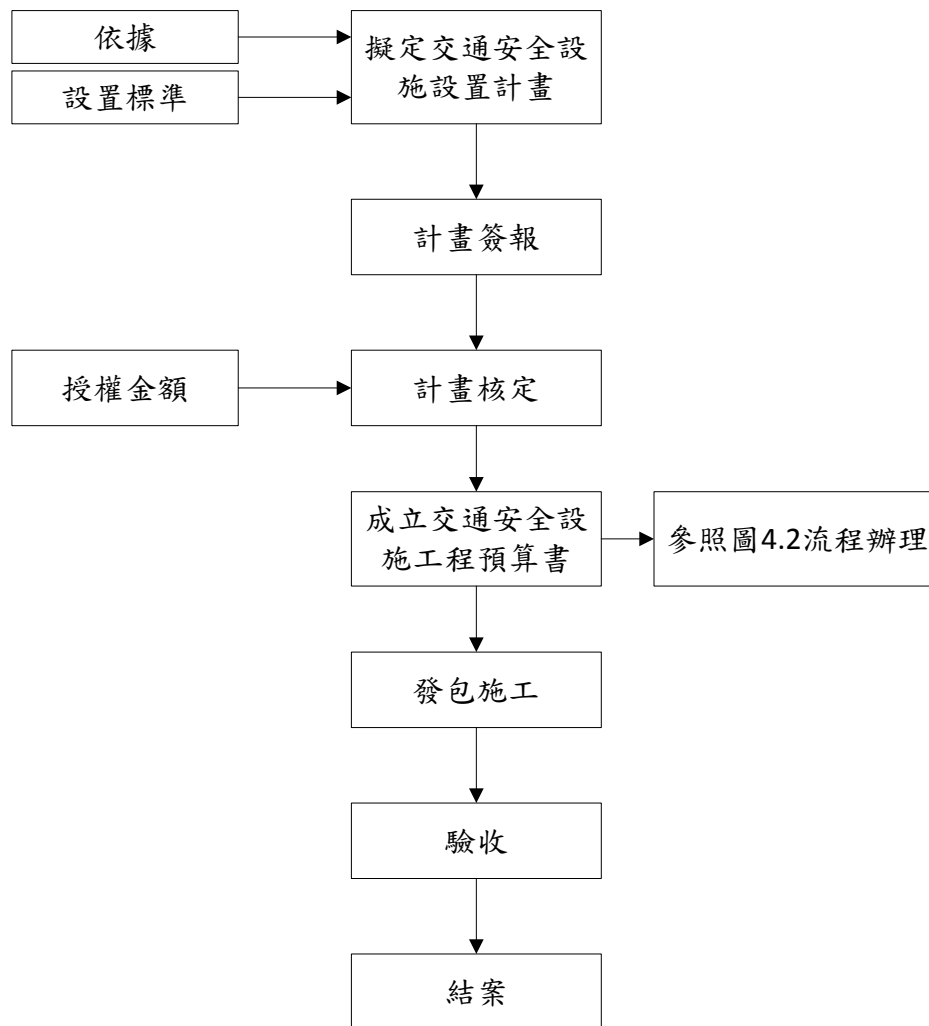 依據
擬定交通安全設
施設置計畫
設置標準
計畫簽報
授權金額
計畫核定
成立交通安全設
施工程預算書
參照圖4.2流程辦理
發包施工
驗收
結案